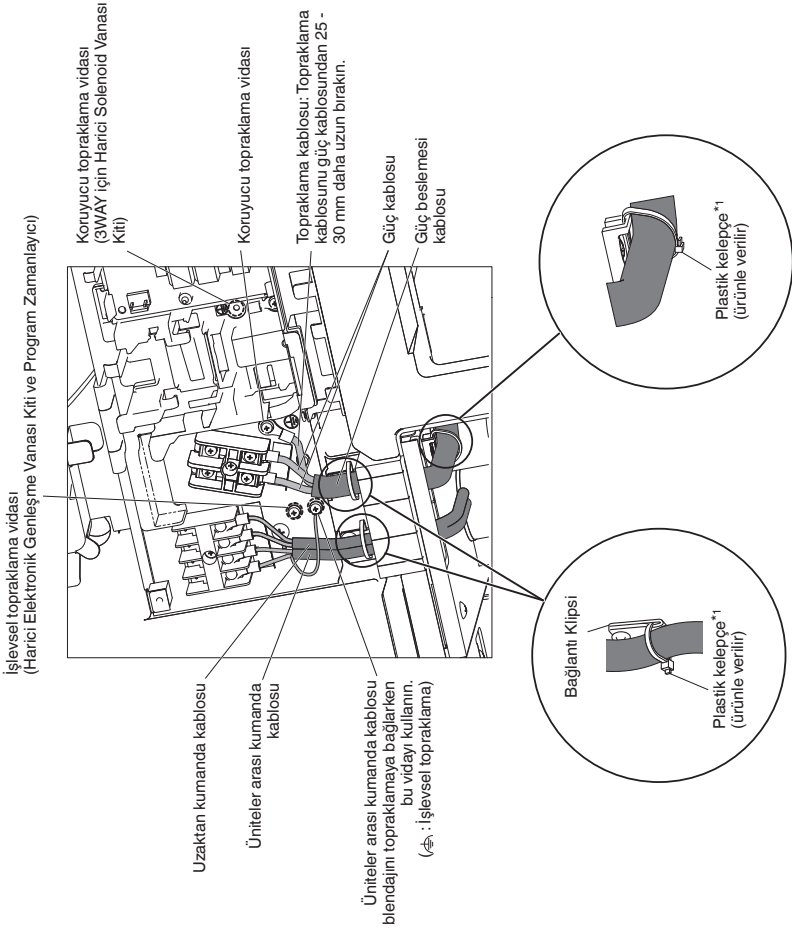 İşlevsel topraklama vidası
(Harici Elektronik Genleşme Vanası Kiti ve Program Zamanlayıcı)
Koruyucu topraklama vidası
(3WAY için Harici Solenoid Vanası
Kiti)
Koruyucu topraklama vidası
Topraklama kablosu: Topraklama
kablosunu güç kablosundan 25 -
30 mm daha uzun bırakın.
Güç kablosu
Güç beslemesi
kablosu
Uzaktan kumanda kablosu
Üniteler arası kumanda
kablosu
Üniteler arası kumanda kablosu
blendajını topraklamaya bağlarken
bu vidayı kullanın.
( : İşlevsel topraklama)
Bağlantı Klipsi
Plastik kelepçe*1
(ürünle verilir)
Plastik kelepçe*1
(ürünle verilir)